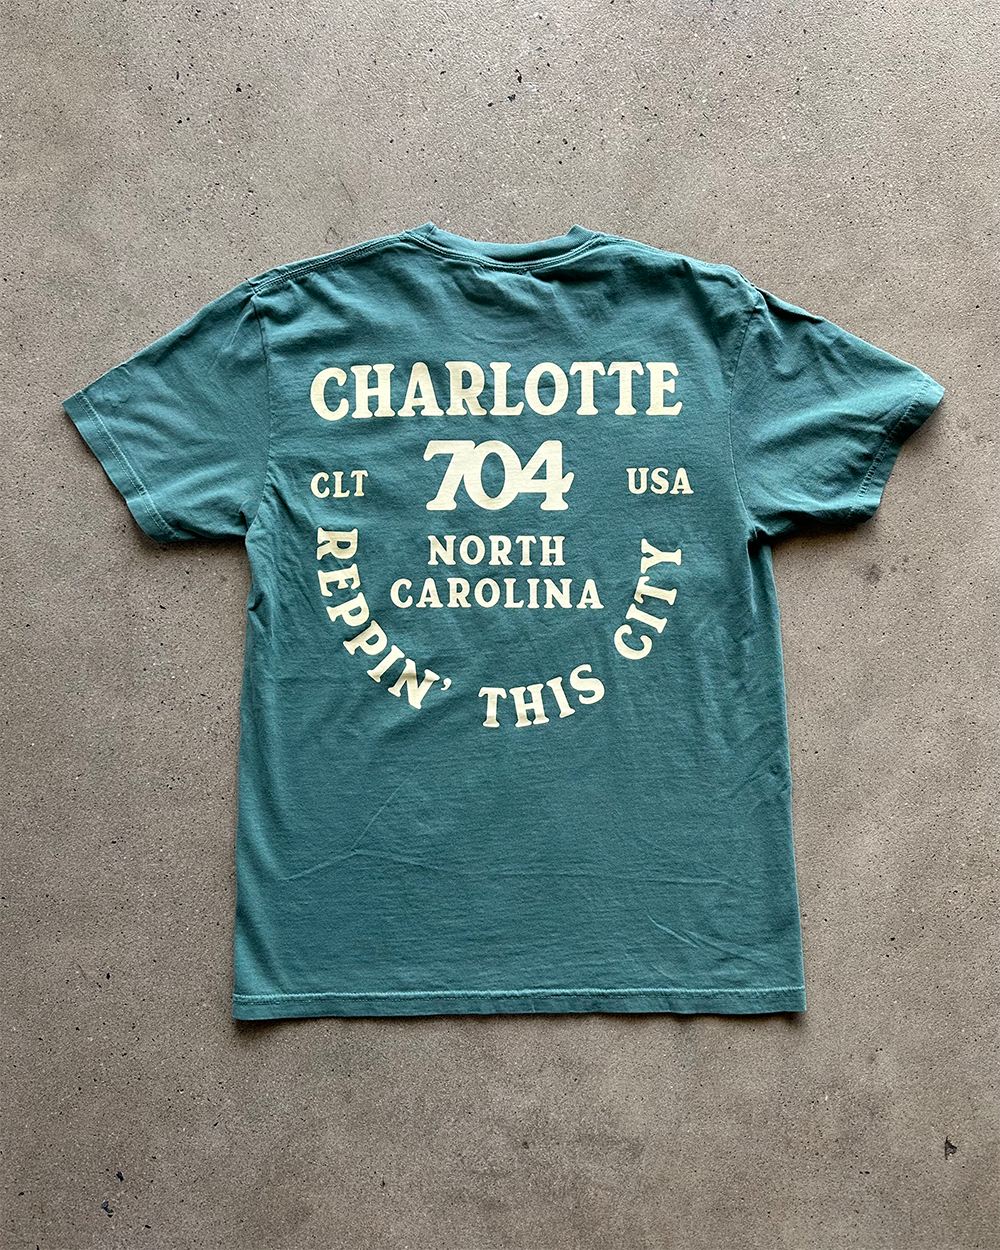 CHARLOTTE
CLT 704 USA
NORTH
CAROLINA
REPPIN’ THIS CITY